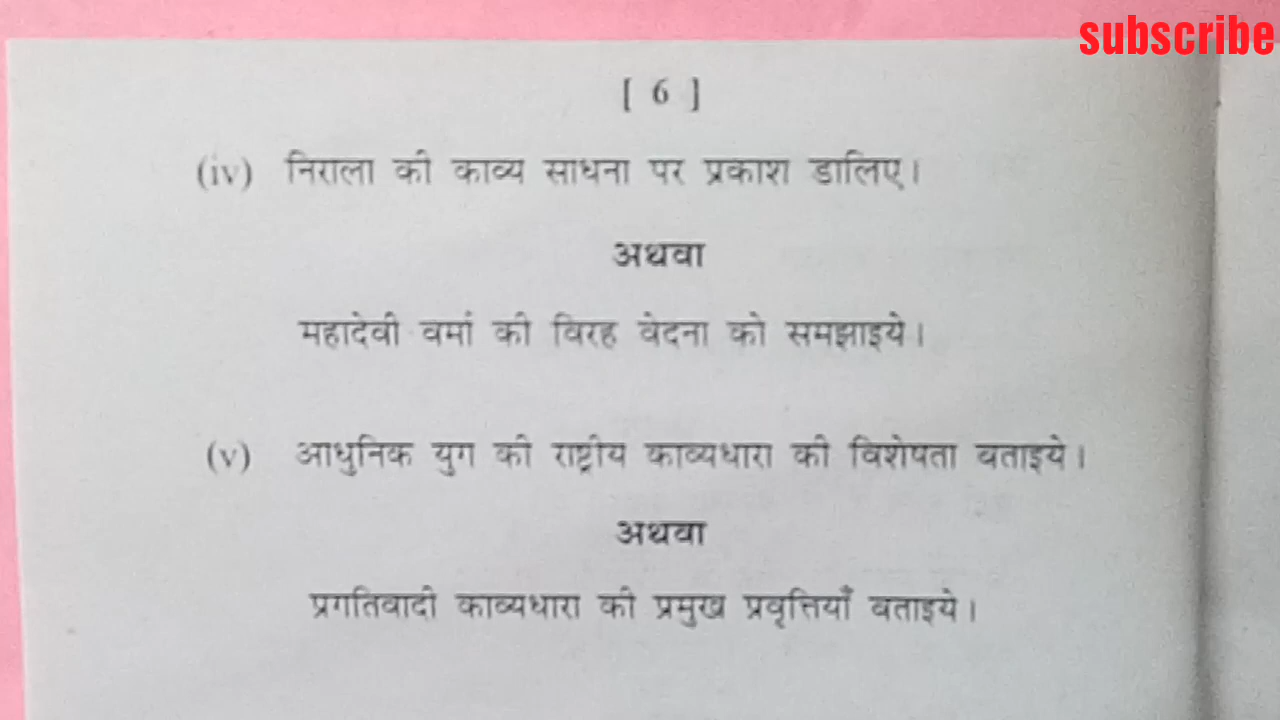 subscribe
[ 6 ]
(iv) निराला की काव्य साधना पर प्रकाश डालिए।
अथवा
महादेवी वर्मा की विरह वेदना को समझाइये।
(v) आधुनिक युग की राष्ट्रीय काव्यधारा की विशेषता बताइये।
अथवा
प्रगतिवादी काव्यधारा की प्रमुख प्रवृत्तियाँ बताइये।